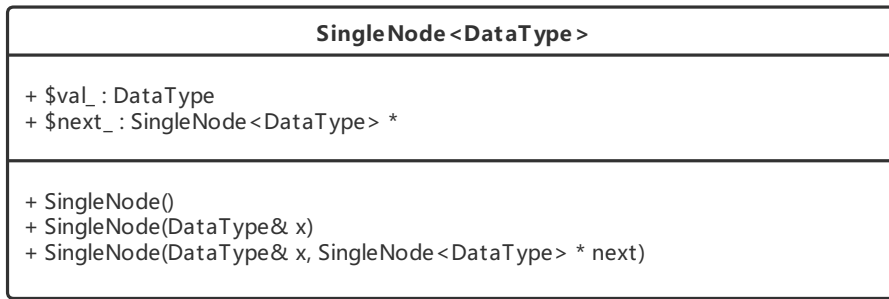 SingleNode<DataType>
+ $val_ : DataType
+ $next_ : SingleNode<DataType> *
+ SingleNode()
+ SingleNode(DataType& x)
+ SingleNode(DataType& x, SingleNode<DataType> * next)